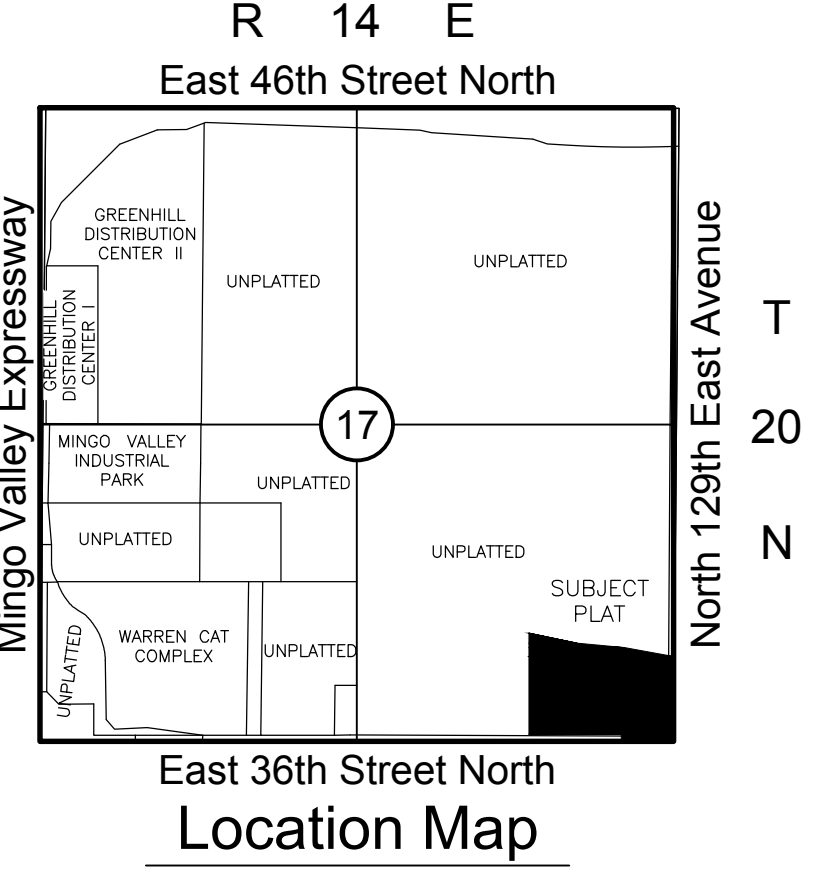 R 14 E
East 46th Street North
Mingo Valley Expressway
GREENHILL
DISTRIBUTION
CENTER II
UNPLATTED
UNPLATTED
GREENHILL
DISTRIBUTION
CENTER I
North 129th East Avenue
T
20
N
17
MINGO VALLEY
INDUSTRIAL
PARK
UNPLATTED
UNPLATTED
UNPLATTED
SUBJECT
PLAT
UNPLATTED
WARREN CAT
COMPLEX
UNPLATTED
East 36th Street North
Location Map